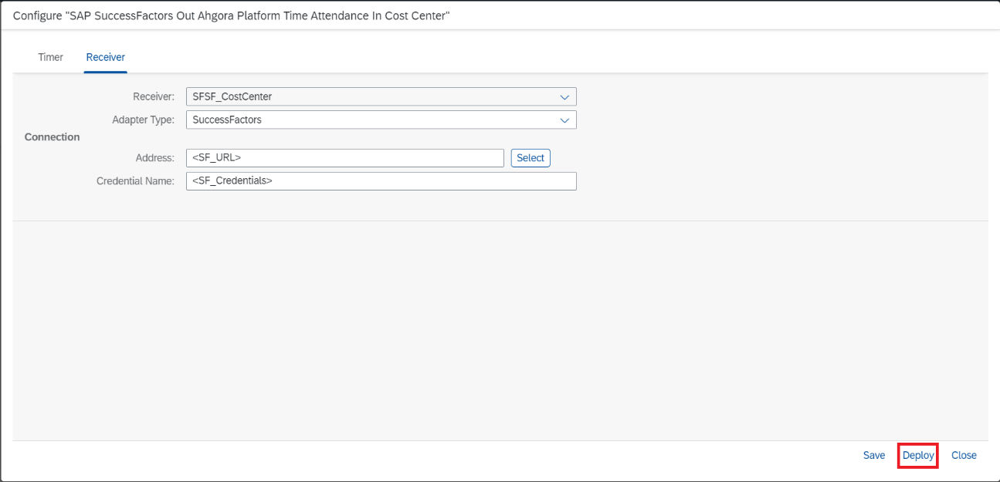 Configure "SAP SuccessFactors Out Ahgora Platform Time Attendance In Cost Center"
Timer Receiver
Receiver: SFSF_CostCenter
Adapter Type: SuccessFactors
Connection
Address: <SF_URL> Select
Credential Name: <SF_Credentials>
Save Deploy Close